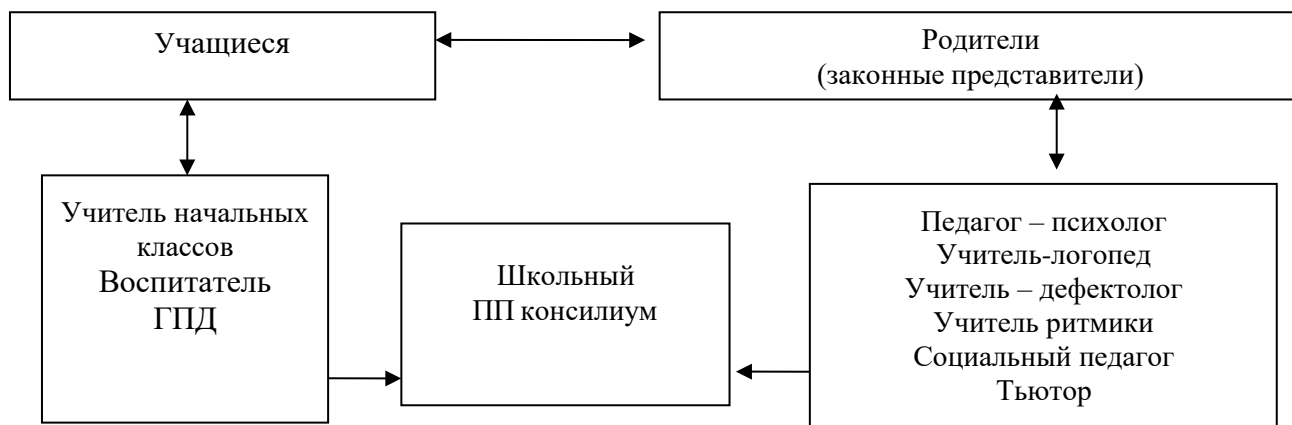 Учащиеся
Родители
(законные представители)
Учитель начальных
классов
Воспитатель
ГПД
Школьный
ПП консилиум
Педагог – психолог
Учитель-логопед
Учитель – дефектолог
Учитель ритмики
Социальный педагог
Тьютор